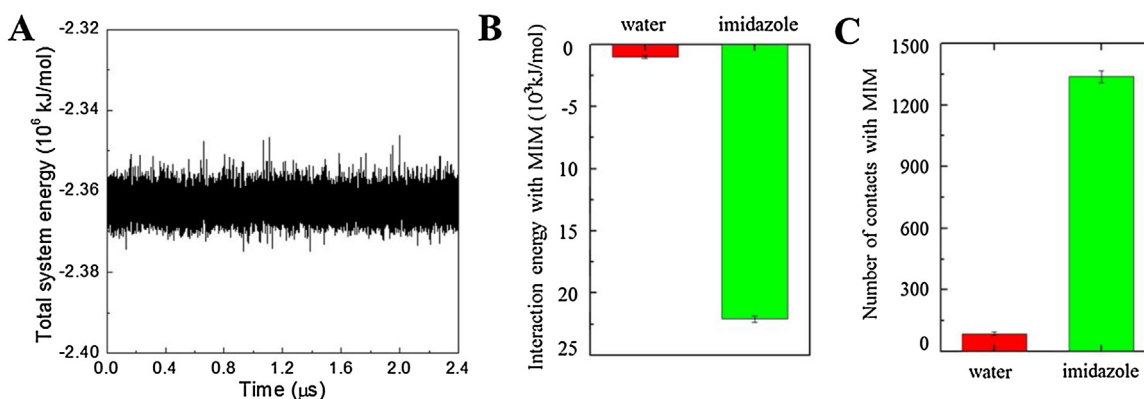 A
Total system energy (10⁶ kJ/mol)
-2.32
-2.34
-2.36
-2.38
-2.40
0.0 0.4 0.8 1.2 1.6 2.0 2.4
Time (μs)
B
water imidazole
Interaction energy with MIM (10³kJ/mol)
0
-5
10
15
20
25
C
Number of contacts with MIM
1500
1200
900
600
300
0
water imidazole